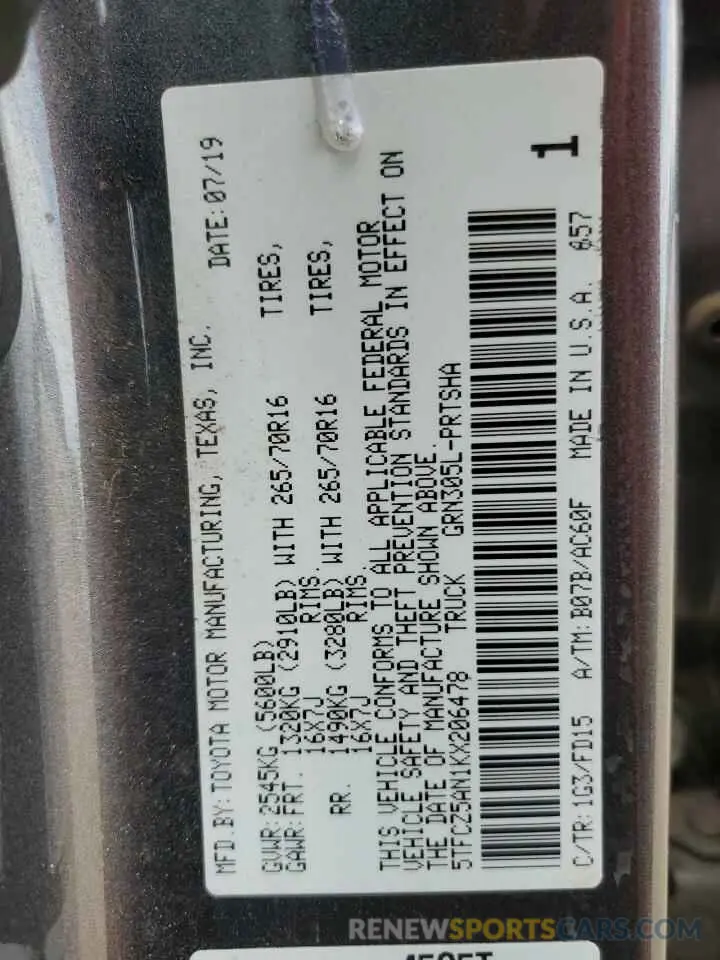 MFD.BY:TOYOTA MOTOR MANUFACTURING, TEXAS, INC. DATE:07/19
GVWR:2545KG (5600LB)
GAWR:FRT. 1320KG (2910LB) WITH 265/70R16 TIRES,
16X7J RIMS.
RR. 1490KG (3280LB) WITH 265/70R16 TIRES,
16X7J RIMS.
THIS VEHICLE CONFORMS TO ALL APPLICABLE FEDERAL MOTOR
VEHICLE SAFETY AND THEFT PREVENTION STANDARDS IN EFFECT ON
THE DATE OF MANUFACTURE SHOWN ABOVE.
5TFCZ5AN1KX206478 TRUCK GRN305L-PRTSHA
1
C/TR:1G3/FD15 A/TM:B07B/AC60F MADE IN U.S.A. 657
RENEWSPORTSCARS.COM